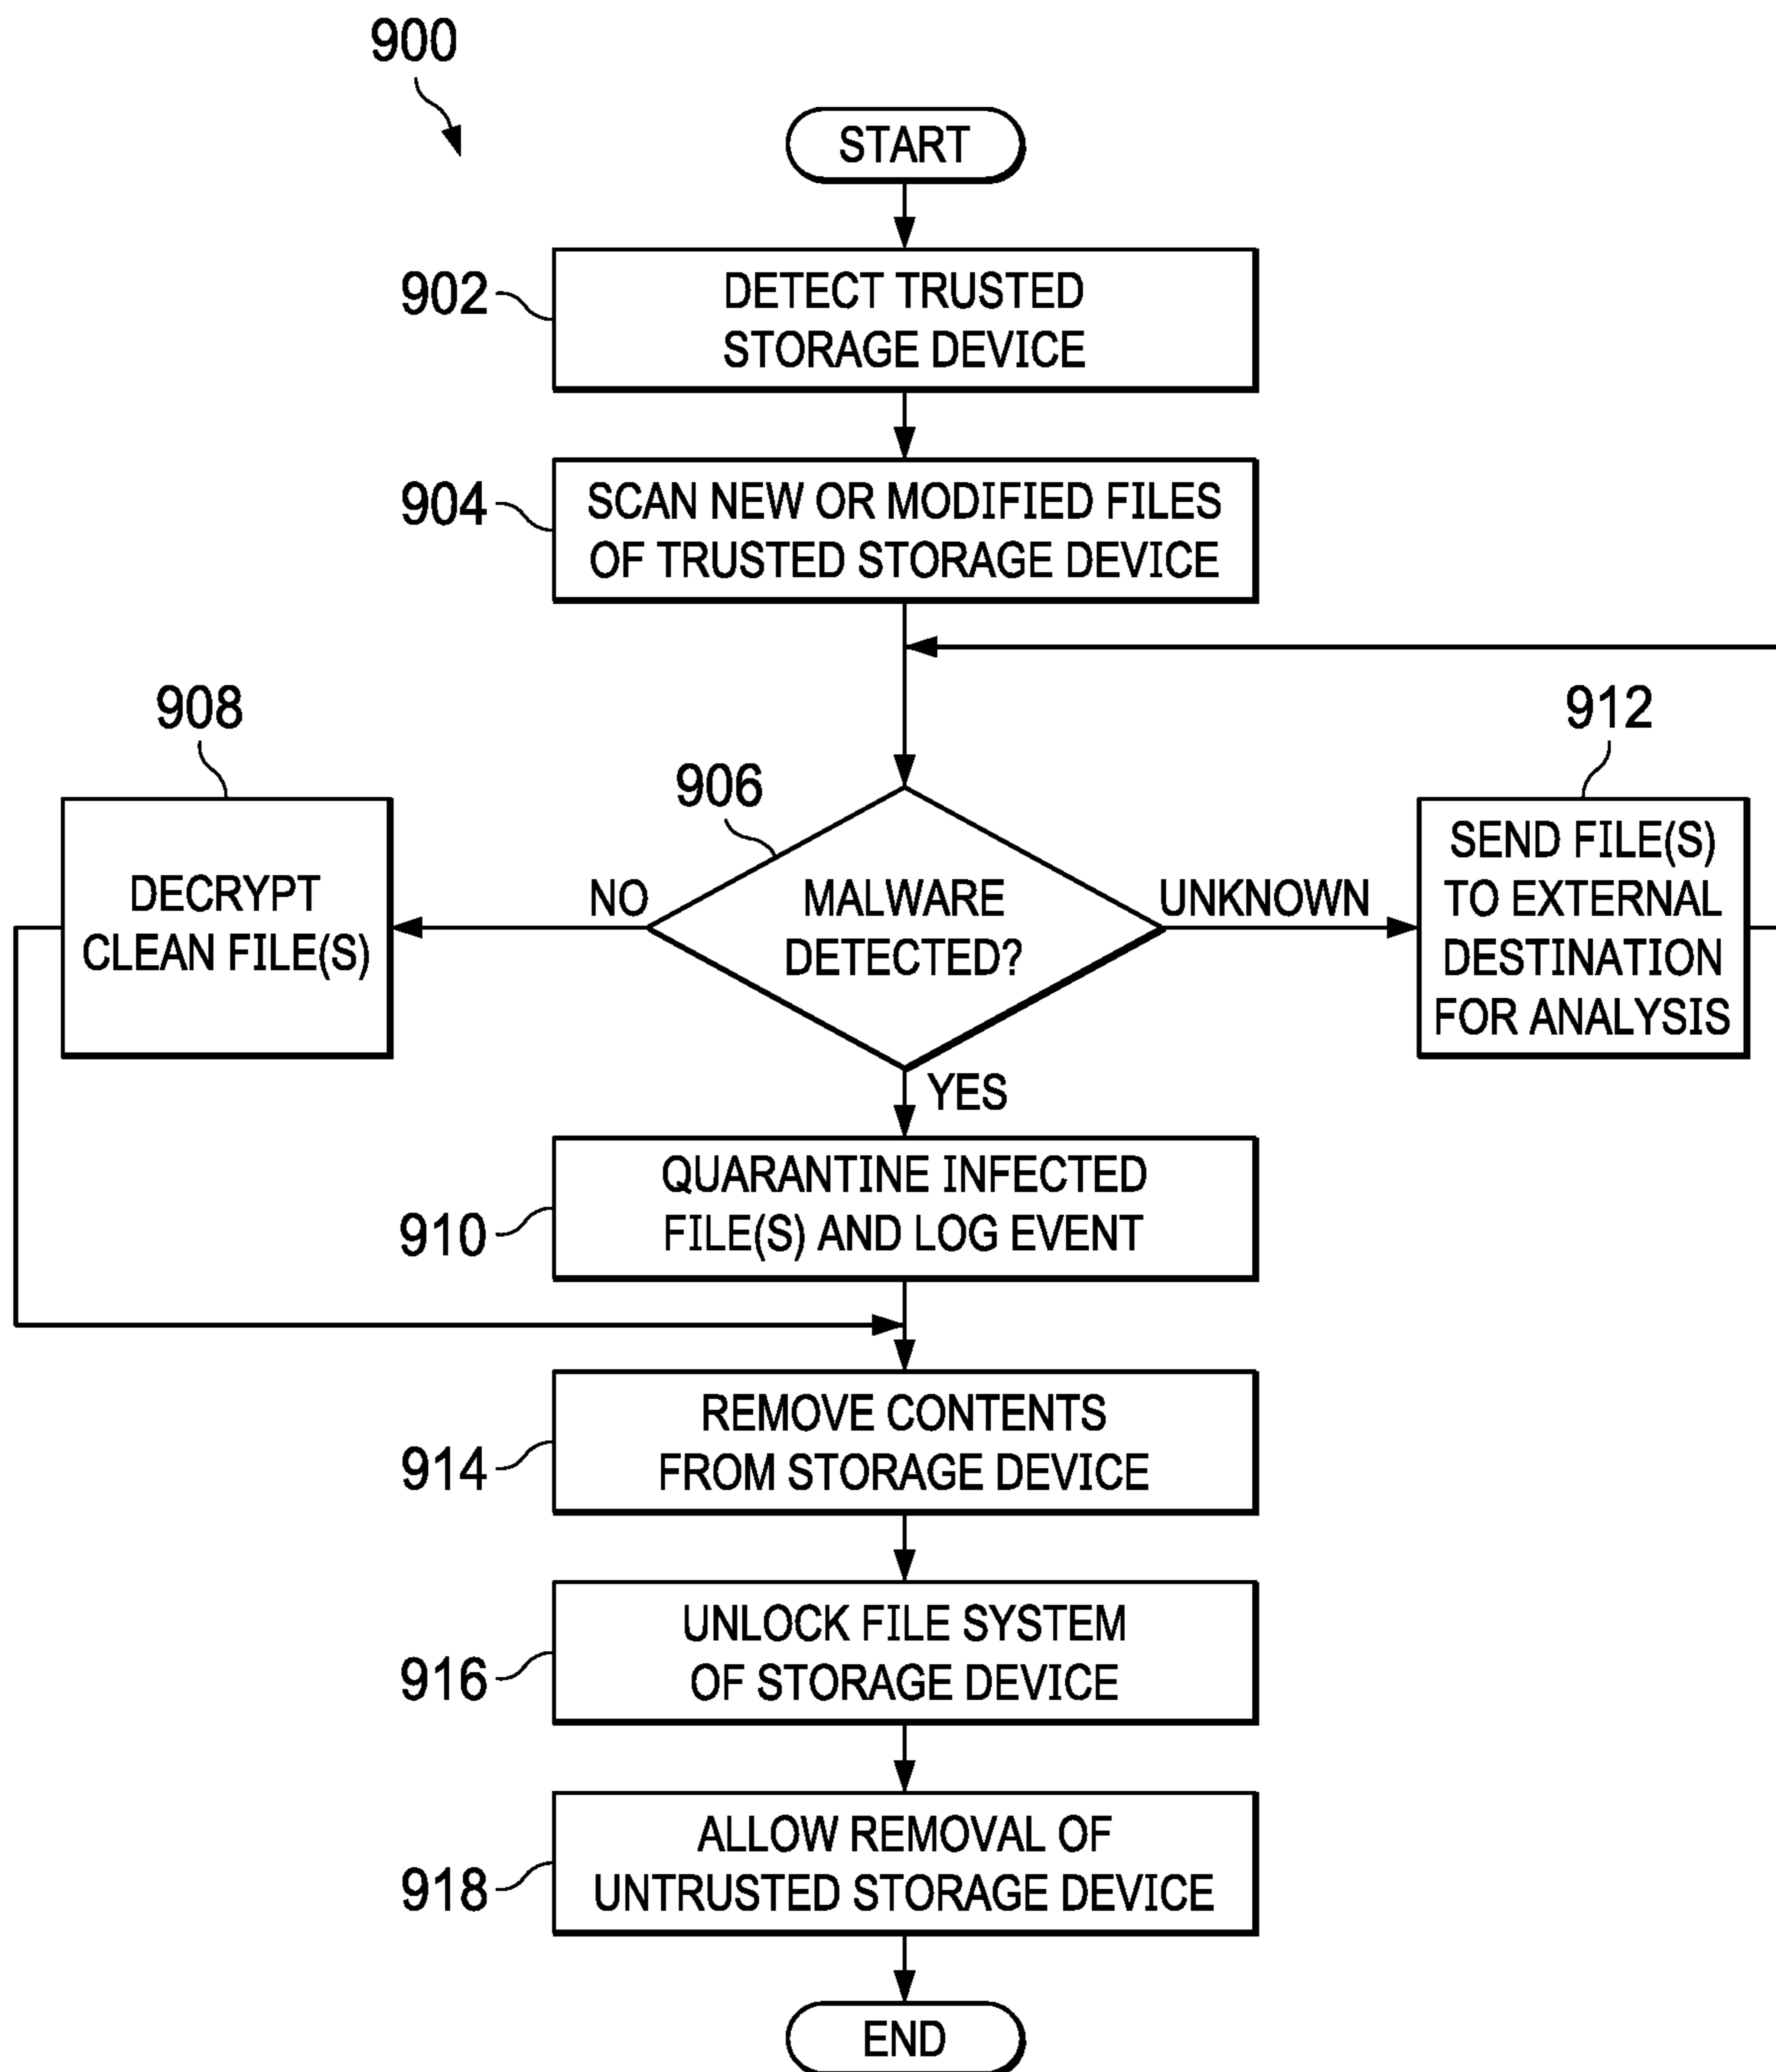 900
START
902
DETECT TRUSTED
STORAGE DEVICE
904
SCAN NEW OR MODIFIED FILES
OF TRUSTED STORAGE DEVICE
908
912
906
DECRYPT
CLEAN FILE(S)
NO
MALWARE
DETECTED?
UNKNOWN
SEND FILE(S)
TO EXTERNAL
DESTINATION
FOR ANALYSIS
YES
910
QUARANTINE INFECTED
FILE(S) AND LOG EVENT
914
REMOVE CONTENTS
FROM STORAGE DEVICE
916
UNLOCK FILE SYSTEM
OF STORAGE DEVICE
918
ALLOW REMOVAL OF
UNTRUSTED STORAGE DEVICE
END